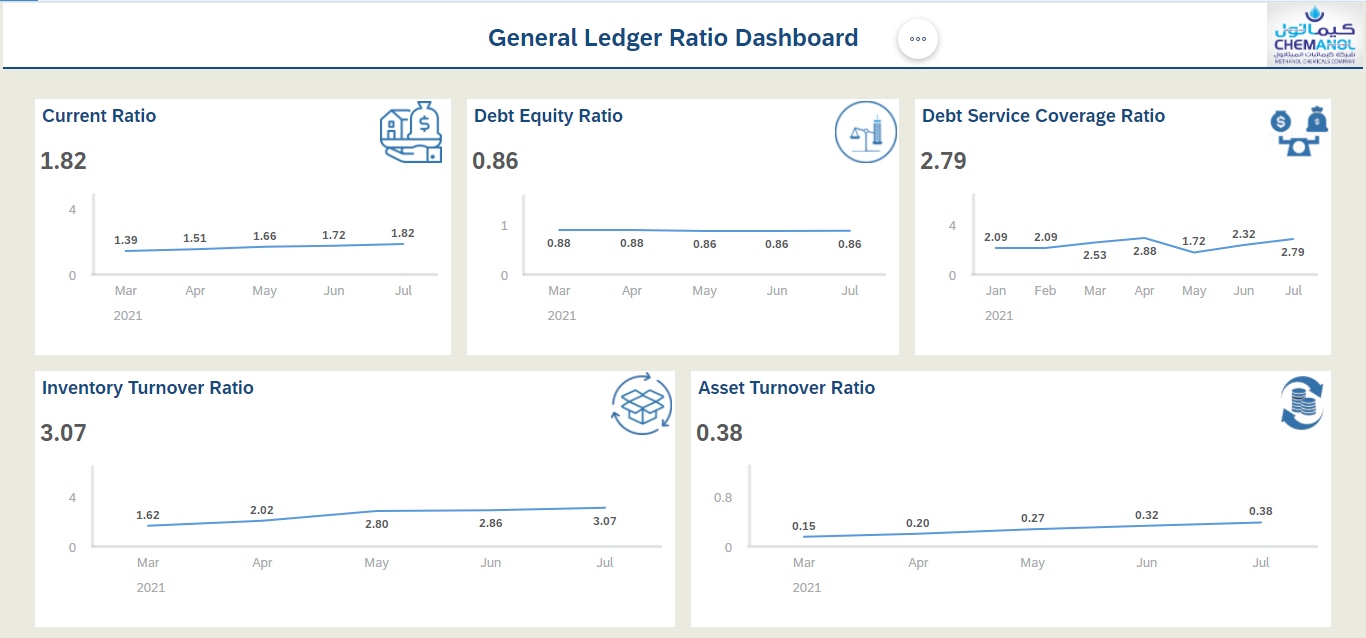 General Ledger Ratio Dashboard
كيمانول
CHEMANOL
شركة كيمائيات الميثانول
METHANOL CHEMICALS COMPANY
Current Ratio
1.82
4
0
1.39 1.51 1.66 1.72 1.82
Mar Apr May Jun Jul
2021
Debt Equity Ratio
0.86
1
0
0.88 0.88 0.86 0.86 0.86
Mar Apr May Jun Jul
2021
Debt Service Coverage Ratio
2.79
4
0
2.09 2.09 2.53 2.88 1.72 2.32 2.79
Jan Feb Mar Apr May Jun Jul
2021
Inventory Turnover Ratio
3.07
4
0
1.62 2.02 2.80 2.86 3.07
Mar Apr May Jun Jul
2021
Asset Turnover Ratio
0.38
0.8
0
0.15 0.20 0.27 0.32 0.38
Mar Apr May Jun Jul
2021